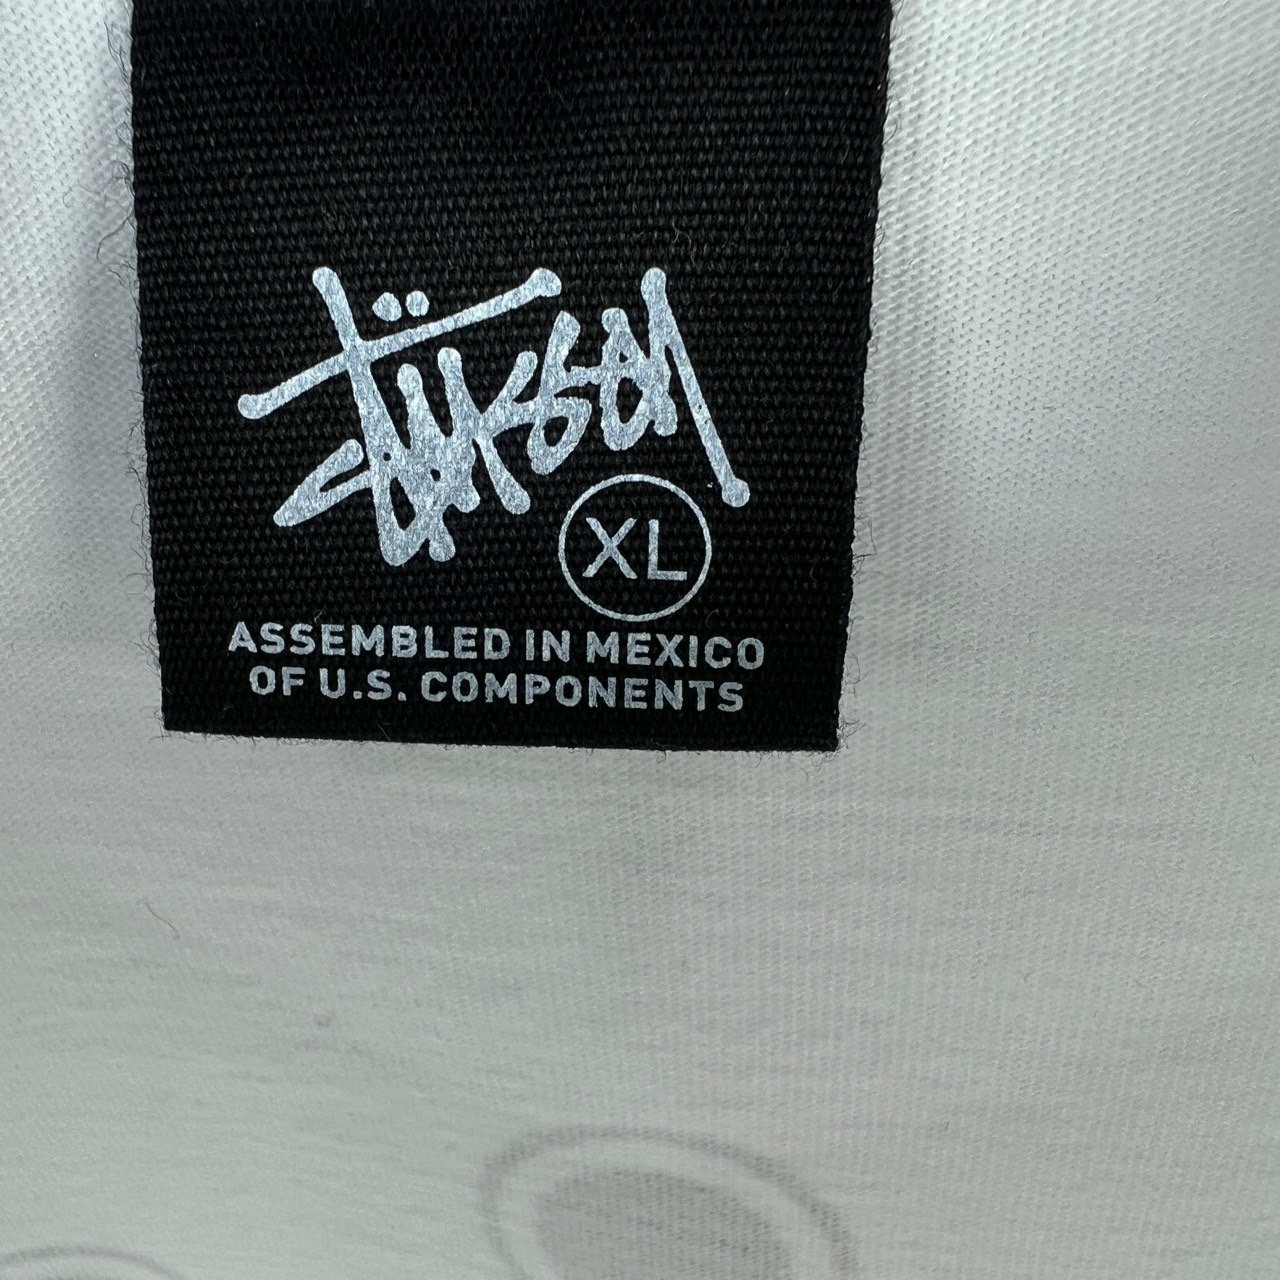 Stüssy
XL
ASSEMBLED IN MEXICO
OF U.S. COMPONENTS